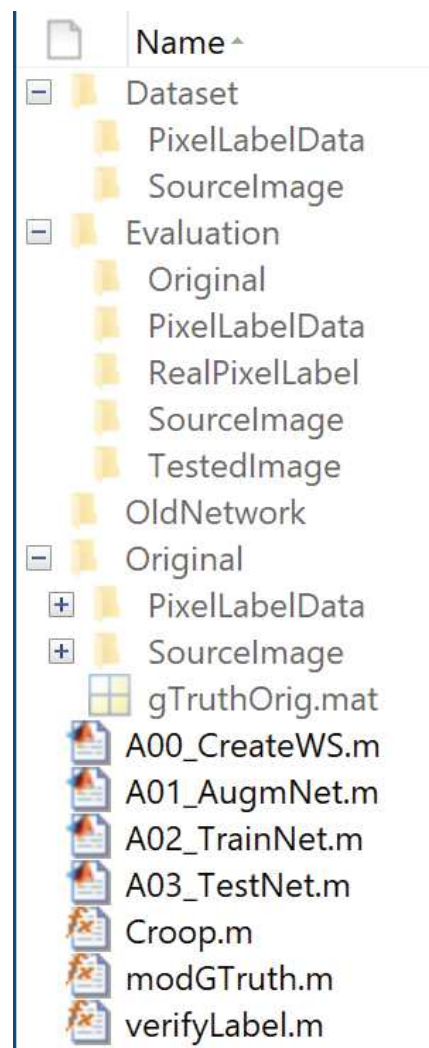 Name
Dataset
PixelLabelData
SourceImage
Evaluation
Original
PixelLabelData
RealPixelLabel
SourceImage
TestedImage
OldNetwork
Original
PixelLabelData
SourceImage
gTruthOrig.mat
A00_CreateWS.m
A01_AugmNet.m
A02_TrainNet.m
A03_TestNet.m
Croop.m
modGTruth.m
verifyLabel.m